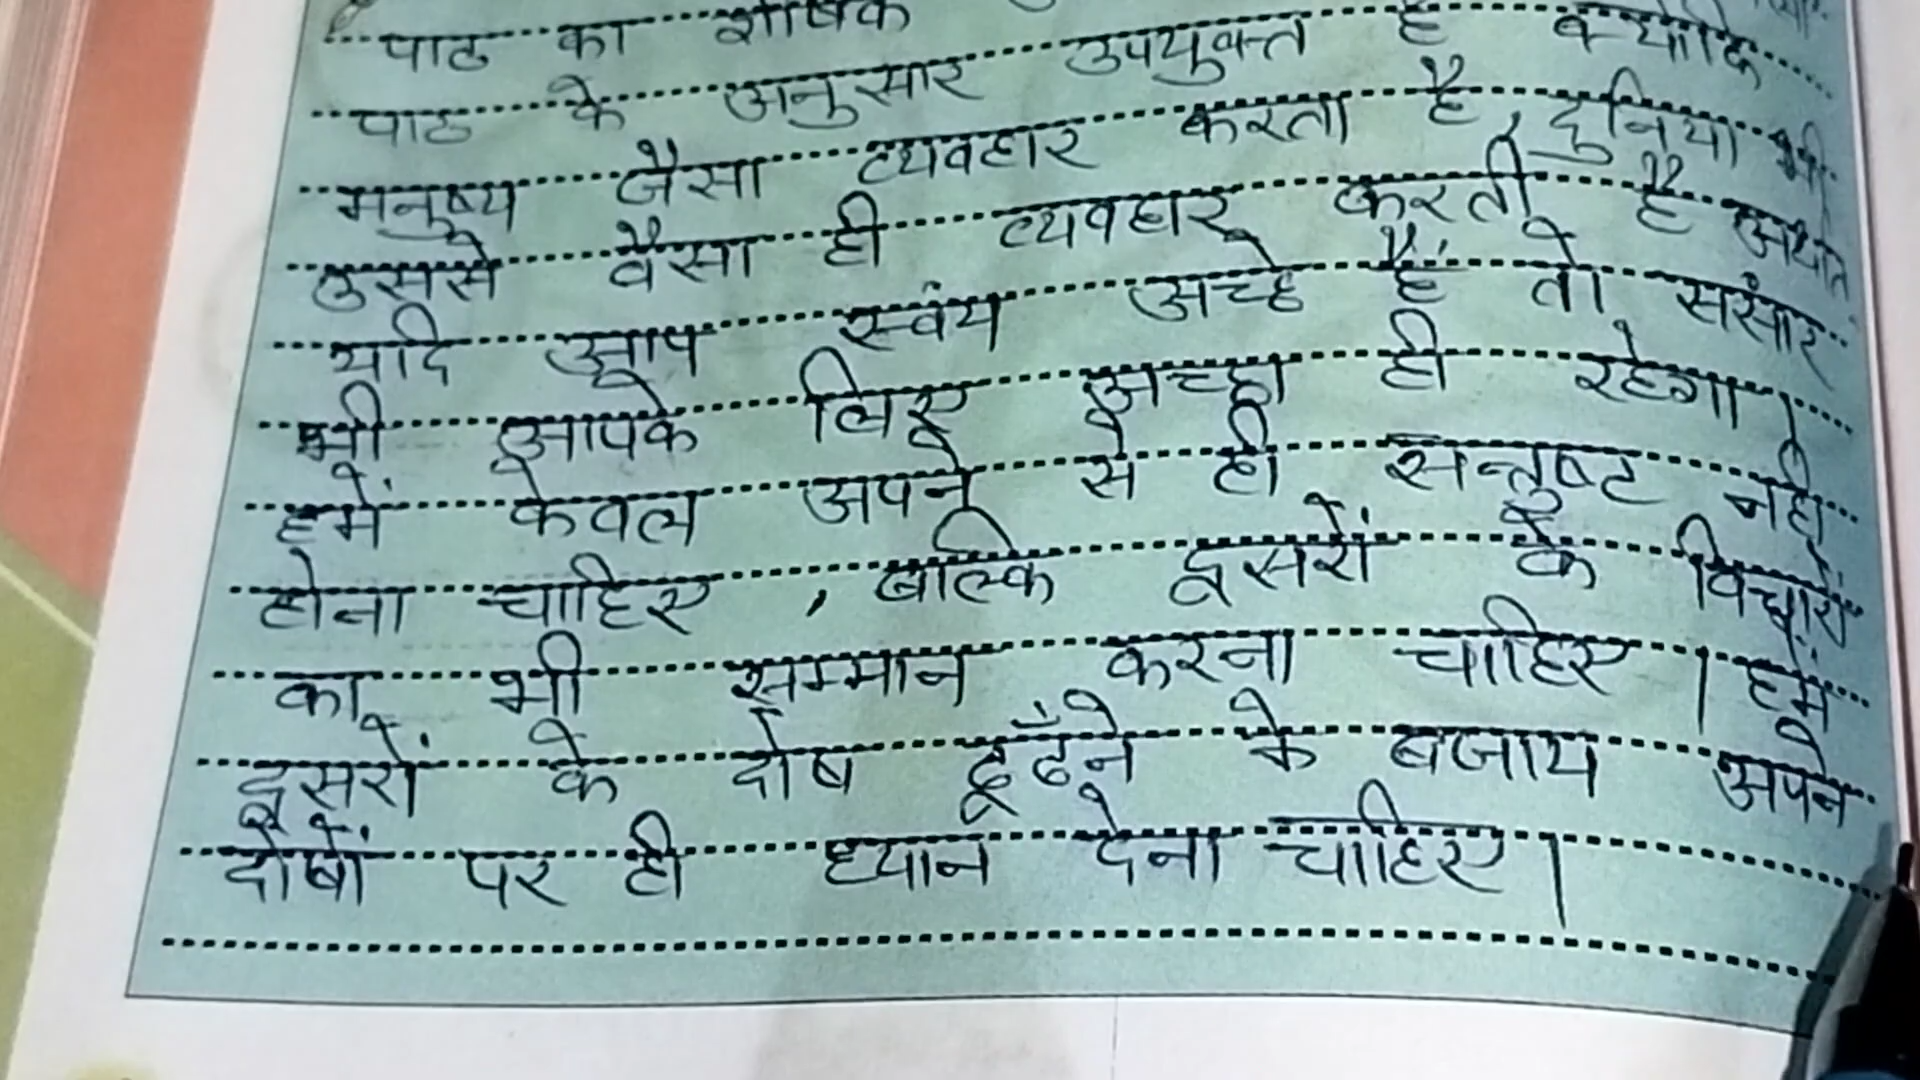 पाठ का शीर्षक
पाठ के अनुसार उपयुक्त है क्योकि
मनुष्य जैसा व्यवहार करता है, दुनिया भी
उससे वैसा ही व्यवहार करती है अर्थात
यदि आप स्वंय अच्छे हैं तो सरंसार
भी आपके लिए अच्छा ही रहेगा।
हमें केवल अपने से ही सन्तुष्ट नहीं
होना चाहिए, बल्कि दूसरों के विचारों
का भी सम्मान करना चाहिए। हमें
दूसरों के दोष ढूढँने के बजाय अपने
दोषों पर ही ध्यान देना चाहिए।